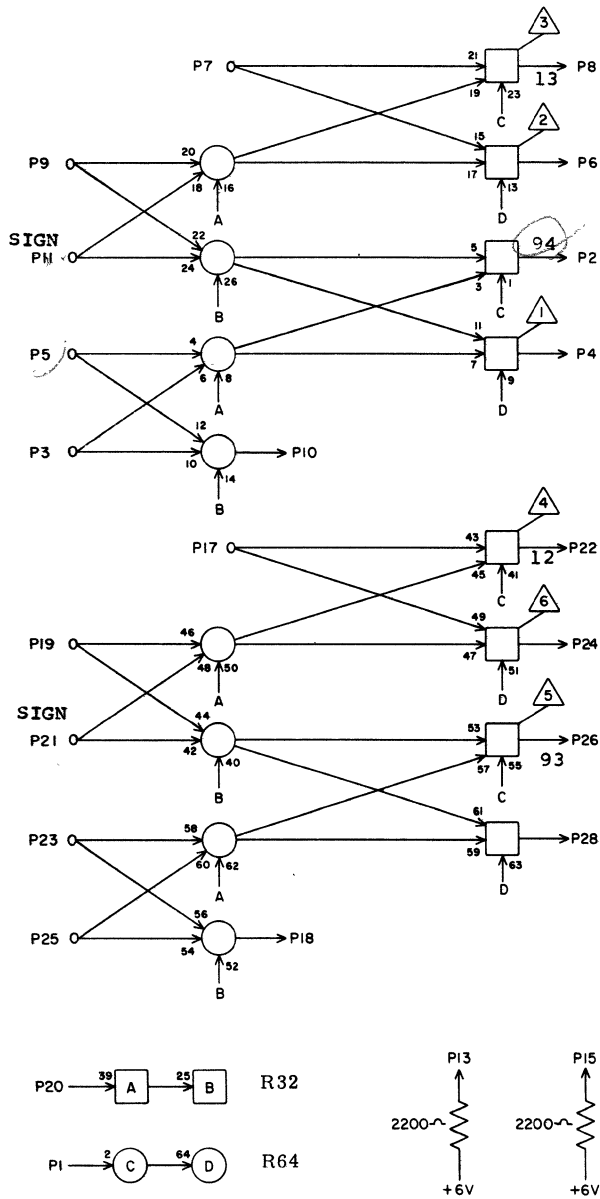 3
P7 21 P8
19 23 13
C
2
15
P9 20 17 P6
18 16 13
A D
SIGN 22 5 94 P2
P11 24 3 1
26 C
B 1
11
P5 4 7 P4
6 8 9
A D
12
P3 10 P10
14
B
4
P17 43 P22
45 41 12
C
6
49
P19 46 47 P24
48 50 51
A D
SIGN 44 5
P21 42 53 P26
40 57 55 93
B C
61
P23 58 59 P28
60 62 63
A D
56
P25 54 P18
52
B
P13 P15
P20 39 A 25 B R32
2200 2200
P1 2 C 64 D R64
+6V +6V